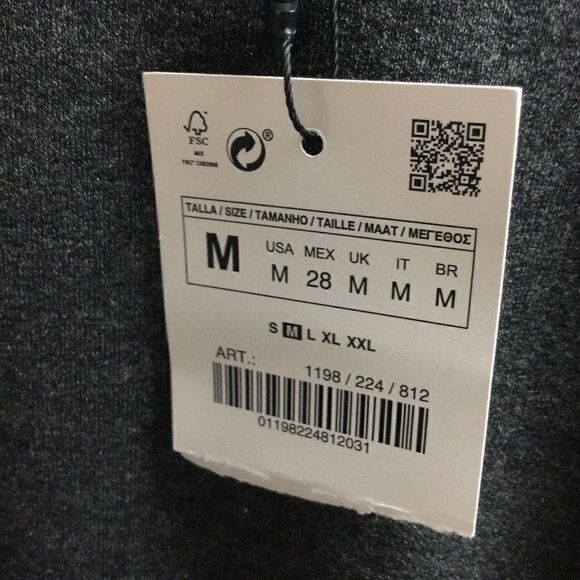 FSC
MIX
®
TALLA / SIZE / TAMANHO / TAILLE / MAAT / ΜΕΓΕΘΟΣ
M
USA MEX UK IT BR
M 28 M M M
S M L XL XXL
ART.: 1198 / 224 / 812
01198224812031